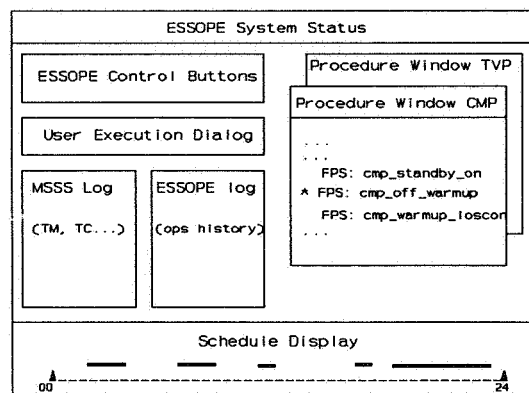 ESSOPE System Status
ESSOPE Control Buttons
User Execution Dialog
MSSS Log
(TM, TC...)
ESSOPE log
(ops history)
Procedure Window TVP
Procedure Window CMP
...
...
FPS: cmp_standby_on
* FPS: cmp_off_warmup
FPS: cmp_warmup_loscon
...
Schedule Display
00
24